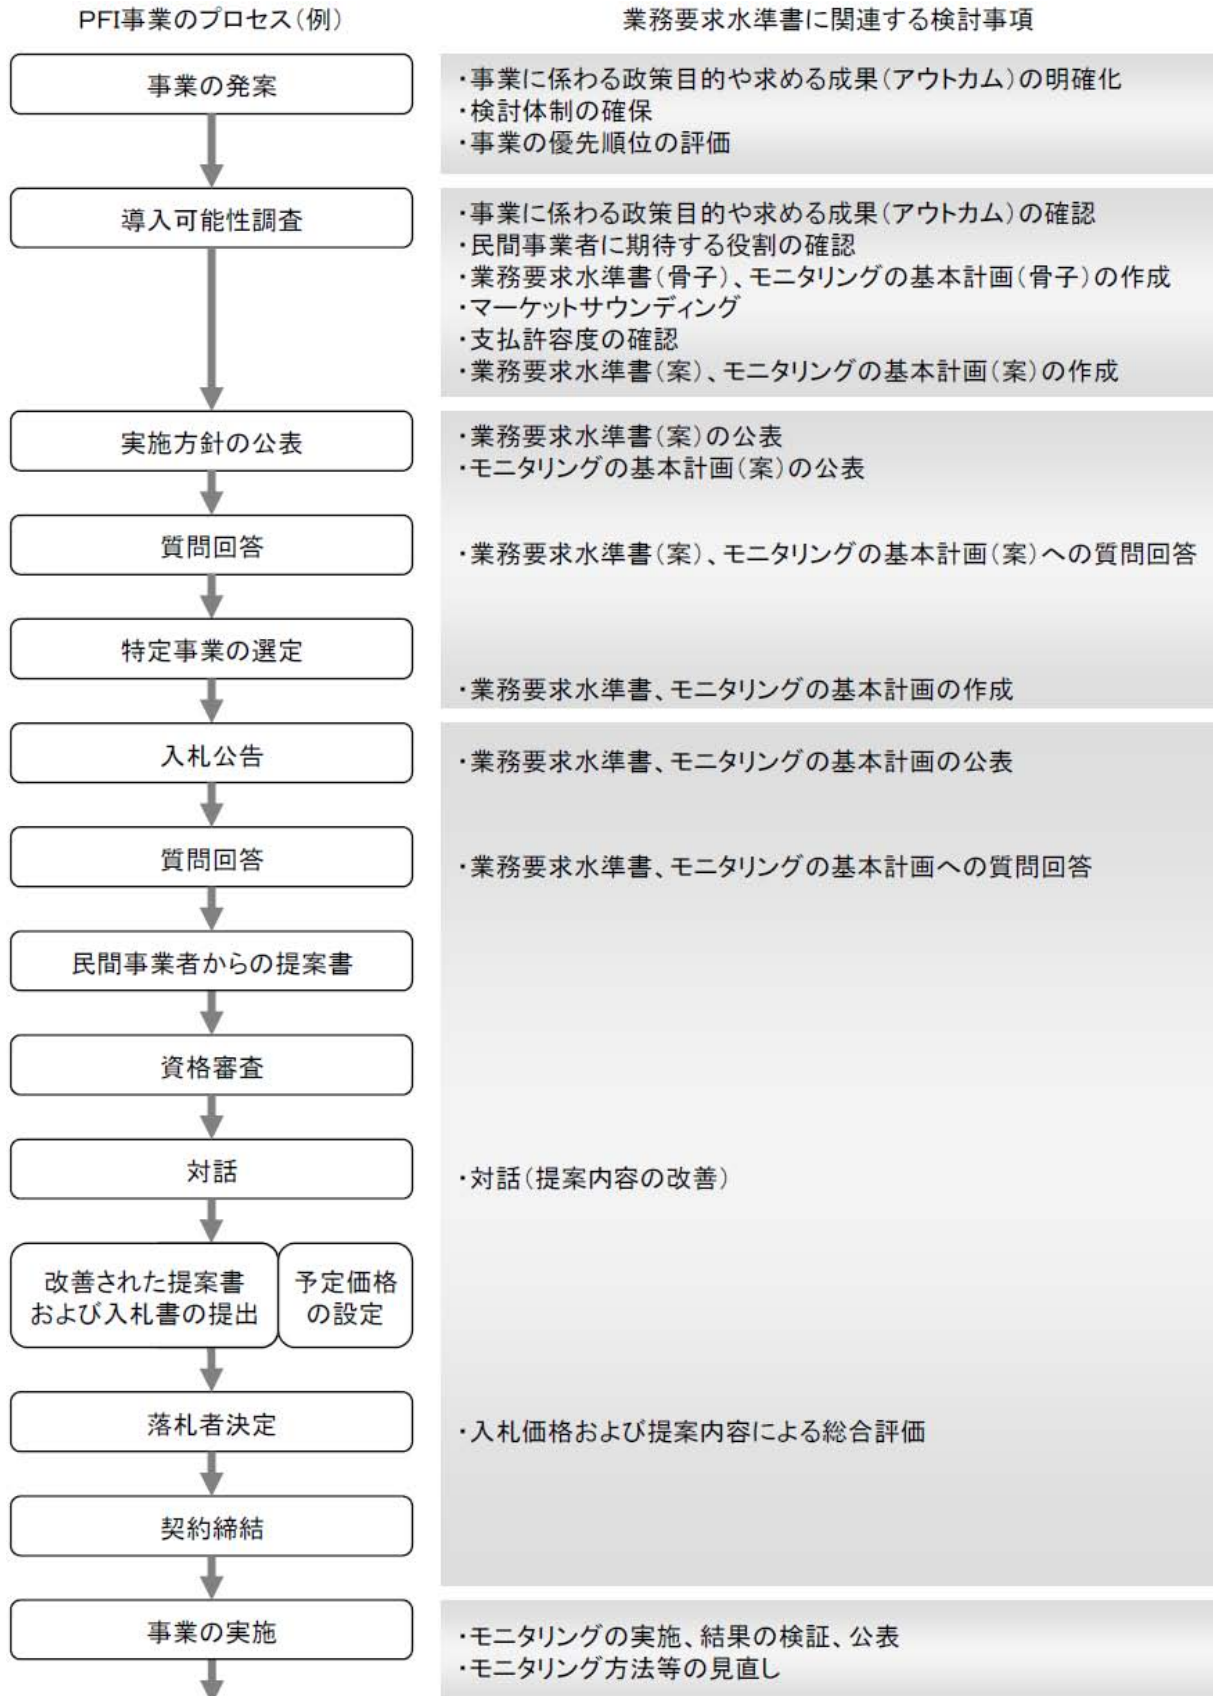 PFI事業のプロセス（例）
業務要求水準書に関連する検討事項
事業の発案
・事業に係わる政策目的や求める成果（アウトカム）の明確化
・検討体制の確保
・事業の優先順位の評価
導入可能性調査
・事業に係わる政策目的や求める成果（アウトカム）の確認
・民間事業者に期待する役割の確認
・業務要求水準書（骨子）、モニタリングの基本計画（骨子）の作成
・マーケットサウンディング
・支払許容度の確認
・業務要求水準書（案）、モニタリングの基本計画（案）の作成
実施方針の公表
・業務要求水準書（案）の公表
・モニタリングの基本計画（案）の公表
質問回答
・業務要求水準書（案）、モニタリングの基本計画（案）への質問回答
特定事業の選定
・業務要求水準書、モニタリングの基本計画の作成
入札公告
・業務要求水準書、モニタリングの基本計画の公表
質問回答
・業務要求水準書、モニタリングの基本計画への質問回答
民間事業者からの提案書
資格審査
対話
・対話（提案内容の改善）
改善された提案書
および入札書の提出
予定価格
の設定
落札者決定
・入札価格および提案内容による総合評価
契約締結
事業の実施
・モニタリングの実施、結果の検証、公表
・モニタリング方法等の見直し